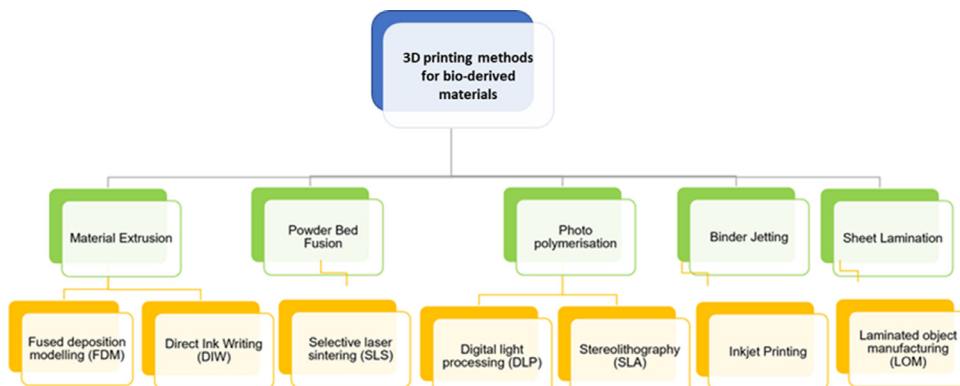 3D printing methods
for bio-derived
materials
Material Extrusion
Powder Bed
Fusion
Photo
polymerisation
Binder Jetting
Sheet Lamination
Fused deposition
modelling (FDM)
Direct Ink Writing
(DIW)
Selective laser
sintering (SLS)
Digital light
processing (DLP)
Stereolithography
(SLA)
Inkjet Printing
Laminated object
manufacturing
(LOM)